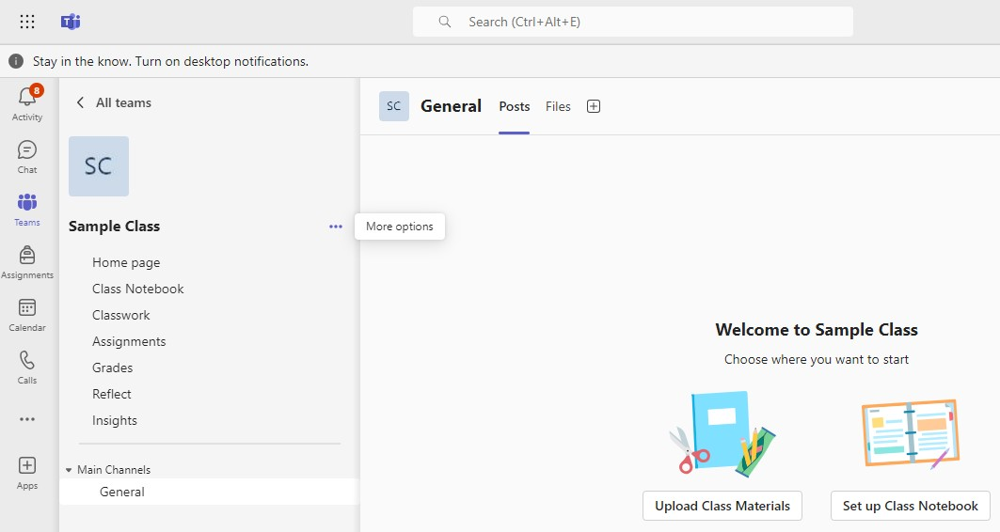 Search (Ctrl+Alt+E)
Stay in the know. Turn on desktop notifications.
8
Activity
Chat
Teams
Assignments
Calendar
Calls
Apps
All teams
SC
Sample Class
More options
Home page
Class Notebook
Classwork
Assignments
Grades
Reflect
Insights
Main Channels
General
SC General Posts Files
Welcome to Sample Class
Choose where you want to start
Upload Class Materials
Set up Class Notebook